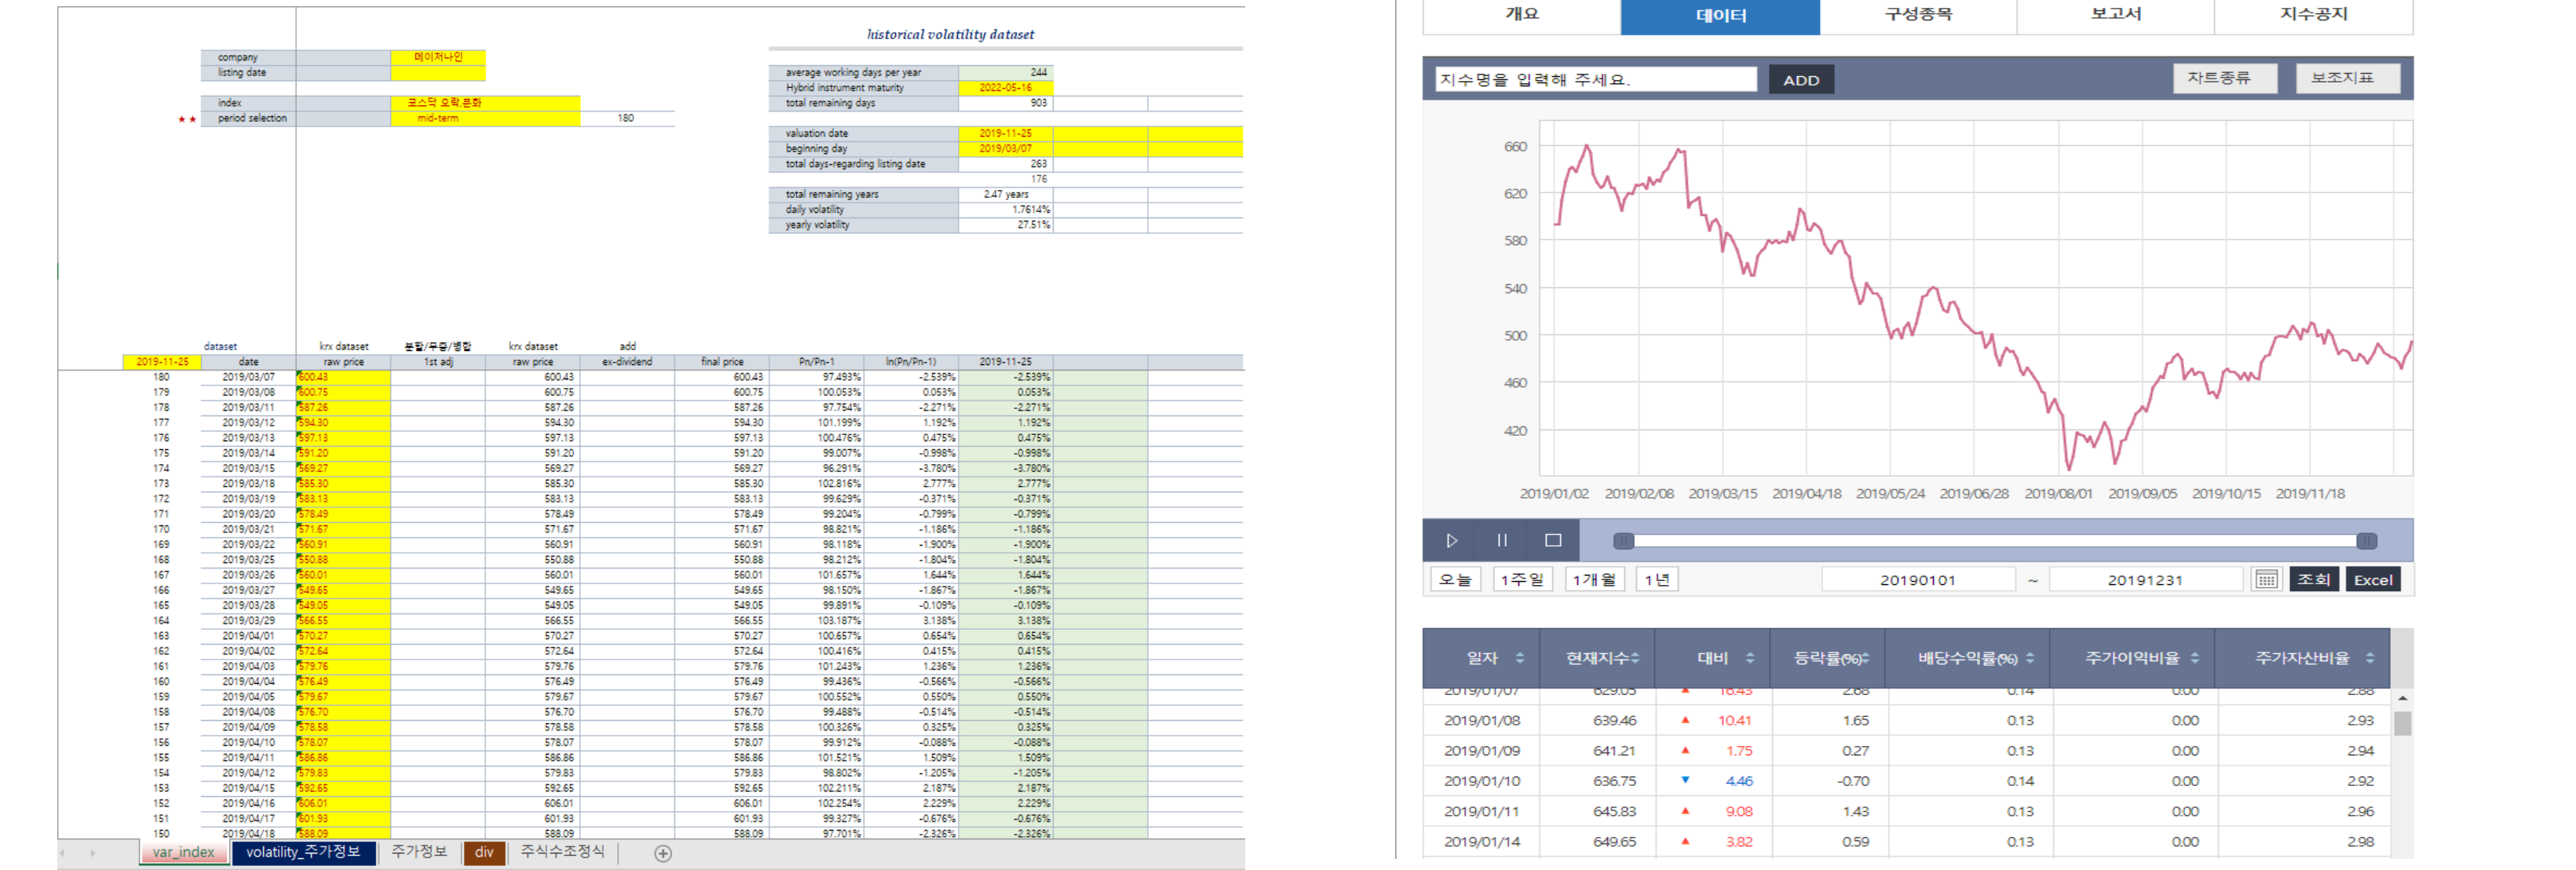 historical volatility dataset
company 메이저나인
listing date
index 코스닥 오락.문화
★★ period selection mid-term 180
average working days per year 244
Hybrid instrument maturity 2022-05-16
total remaining days 903
valuation date 2019-11-25
beginning day 2019/03/07
total days-regarding listing date 263
176
total remaining years 2.47 years
daily volatility 1.7614%
yearly volatility 27.51%
dataset krx dataset 분할/무증/병합 krx dataset add
2019-11-25 date raw price 1st adj raw price ex-dividend final price Pn/Pn-1 ln(Pn/Pn-1) 2019-11-25
180 2019/03/07 600.43 600.43 600.43 97.493% -2.539% -2.539%
179 2019/03/08 600.75 600.75 600.75 100.053% 0.053% 0.053%
178 2019/03/11 587.26 587.26 587.26 97.754% -2.271% -2.271%
177 2019/03/12 594.30 594.30 594.30 101.199% 1.192% 1.192%
176 2019/03/13 597.13 597.13 597.13 100.476% 0.475% 0.475%
175 2019/03/14 591.20 591.20 591.20 99.007% -0.998% -0.998%
174 2019/03/15 569.27 569.27 569.27 96.291% -3.780% -3.780%
173 2019/03/18 585.30 585.30 585.30 102.816% 2.777% 2.777%
172 2019/03/19 583.13 583.13 583.13 99.629% -0.371% -0.371%
171 2019/03/20 578.49 578.49 578.49 99.204% -0.799% -0.799%
170 2019/03/21 571.67 571.67 571.67 98.821% -1.186% -1.186%
169 2019/03/22 560.91 560.91 560.91 98.118% -1.900% -1.900%
168 2019/03/25 550.88 550.88 550.88 98.212% -1.804% -1.804%
167 2019/03/26 560.01 560.01 560.01 101.657% 1.644% 1.644%
166 2019/03/27 549.65 549.65 549.65 98.150% -1.867% -1.867%
165 2019/03/28 549.05 549.05 549.05 99.891% -0.109% -0.109%
164 2019/03/29 566.55 566.55 566.55 103.187% 3.138% 3.138%
163 2019/04/01 570.27 570.27 570.27 100.657% 0.654% 0.654%
162 2019/04/02 572.64 572.64 572.64 100.416% 0.415% 0.415%
161 2019/04/03 579.76 579.76 579.76 101.243% 1.236% 1.236%
160 2019/04/04 576.49 576.49 576.49 99.436% -0.566% -0.566%
159 2019/04/05 579.67 579.67 579.67 100.552% 0.550% 0.550%
158 2019/04/08 576.70 576.70 576.70 99.488% -0.514% -0.514%
157 2019/04/09 578.58 578.58 578.58 100.326% 0.325% 0.325%
156 2019/04/10 578.07 578.07 578.07 99.912% -0.088% -0.088%
155 2019/04/11 586.86 586.86 586.86 101.521% 1.509% 1.509%
154 2019/04/12 579.83 579.83 579.83 98.802% -1.205% -1.205%
153 2019/04/15 592.65 592.65 592.65 102.211% 2.187% 2.187%
152 2019/04/16 606.01 606.01 606.01 102.254% 2.229% 2.229%
151 2019/04/17 601.93 601.93 601.93 99.327% -0.676% -0.676%
150 2019/04/18 588.09 588.09 588.09 97.701% -2.326% -2.326%
var_index volatility_주가정보 주가정보 div 주식수조정식
개요 데이터 구성종목 보고서 지수공지
지수명을 입력해 주세요. ADD 차트종류 보조지표
660
620
580
540
500
460
420
2019/01/02 2019/02/08 2019/03/15 2019/04/18 2019/05/24 2019/06/28 2019/08/01 2019/09/05 2019/10/15 2019/11/18
오늘 1주일 1개월 1년 20190101 ~ 20191231 조회 Excel
일자 현재지수 대비 등락률(%) 배당수익률(%) 주가이익비율 주가자산비율
2019/01/07 629.05 ▲ 16.43 2.68 0.14 0.00 2.88
2019/01/08 639.46 ▲ 10.41 1.65 0.13 0.00 2.93
2019/01/09 641.21 ▲ 1.75 0.27 0.13 0.00 2.94
2019/01/10 636.75 ▼ 4.46 -0.70 0.14 0.00 2.92
2019/01/11 645.83 ▲ 9.08 1.43 0.13 0.00 2.96
2019/01/14 649.65 ▲ 3.82 0.59 0.13 0.00 2.98